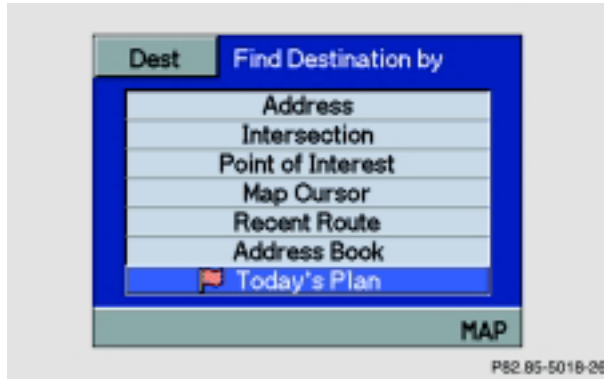 Dest Find Destination by
Address
Intersection
Point of Interest
Map Cursor
Recent Route
Address Book
Today's Plan
MAP
P82.85-5018-26